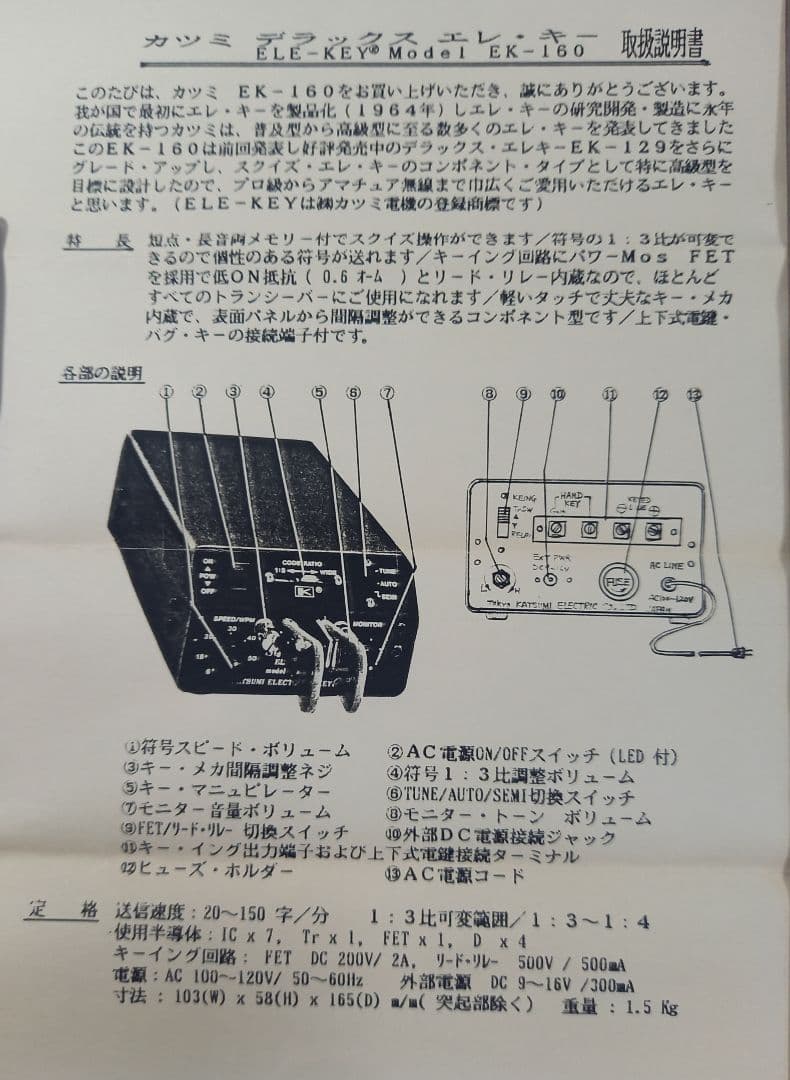 カツミ デラックス エレ・キー 取扱説明書
ELE-KEY® Model EK-160
このたびは、カツミ EK-160をお買い上げいただき、誠にありがとうございます。
我が国で最初にエレ・キーを製品化(1964年)しエレ・キーの研究開発・製造に永年
の伝統を持つカツミは、普及型から高級型に至る数多くのエレ・キーを発表してきました
このEK-160は前回発表し好評発売中のデラックス・エレキーEK-129をさらに
グレード・アップし、スクイズ・エレ・キーのコンポネント・タイプとして特に高級型を
目標に設計したので、プロ級からアマチュア無線まで巾広くご愛用いただけるエレ・キー
と思います。(ELE-KEYは㈱カツミ電機の登録商標です)
特 長 短点・長音両メモリー付でスクイズ操作ができます/符号の1:3比が可変で
きるので個性のある符号が送れます/キーイング回路にパワーMos FET
を採用で低ON抵抗( 0.6 オーム )とリード・リレー内蔵なので、ほとんど
すべてのトランシーバーにご使用になれます/軽いタッチで丈夫なキー・メカ
内蔵で、表面パネルから間隔調整ができるコンポネント型です/上下式電鍵・
バグ・キーの接続端子付です。
各部の説明
① ② ③ ④ ⑤ ⑥ ⑦ ⑧ ⑨ ⑩ ⑪ ⑫ ⑬
ON
▲
POW
▼
OFF
CODE RATIO
1:3 WIDE
TUNE
AUTO
SEMI
K
SPEED/WPM
30
40
50
15
6
MONITOR
EL
model
TSUMI ELECT KEY
KEING
▲
▼
RELAY
HAND
KEY
KEYED
LINE
⊖ ⊕
EXT PWR
FUSE
AC LINE
AC100~120V
L H
Tokyo KATSUMI ELECTRIC Co., LTD JAPAN
①符号スピード・ボリューム ②AC電源ON/OFFスイッチ(LED 付)
③キー・メカ間隔調整ネジ ④符号1:3比調整ボリューム
⑤キー・マニュピレーター ⑥TUNE/AUTO/SEMI切換スイッチ
⑦モニター音量ボリューム ⑧モニター・トーン ボリューム
⑨FET/リード・リレー 切換スイッチ ⑩外部DC電源接続ジャック
⑪キー・イング出力端子および上下式電鍵接続ターミナル
⑫ヒューズ・ホルダー ⑬AC電源コード
定 格 送信速度:20~150 字/分 1:3比可変範囲/1:3~1:4
使用半導体:IC x 7, Tr x 1, FET x 1, D x 4
キーイング回路: FET DC 200V/ 2A, リード・リレー 500V / 500mA
電源:AC 100~120V/ 50~60Hz 外部電源 DC 9~16V /300mA
寸法 : 103(W) x 58(H) x 165(D) m/m( 突起部除く) 重量 : 1.5 Kg